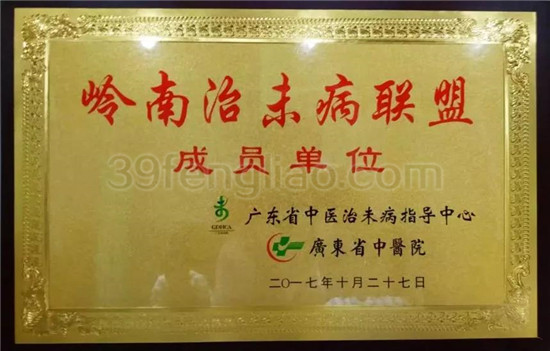 岭南治未病联盟
成员单位
39fengliao.com
广东省中医治未病指导中心
廣東省中醫院
二〇一七年十月二十七日